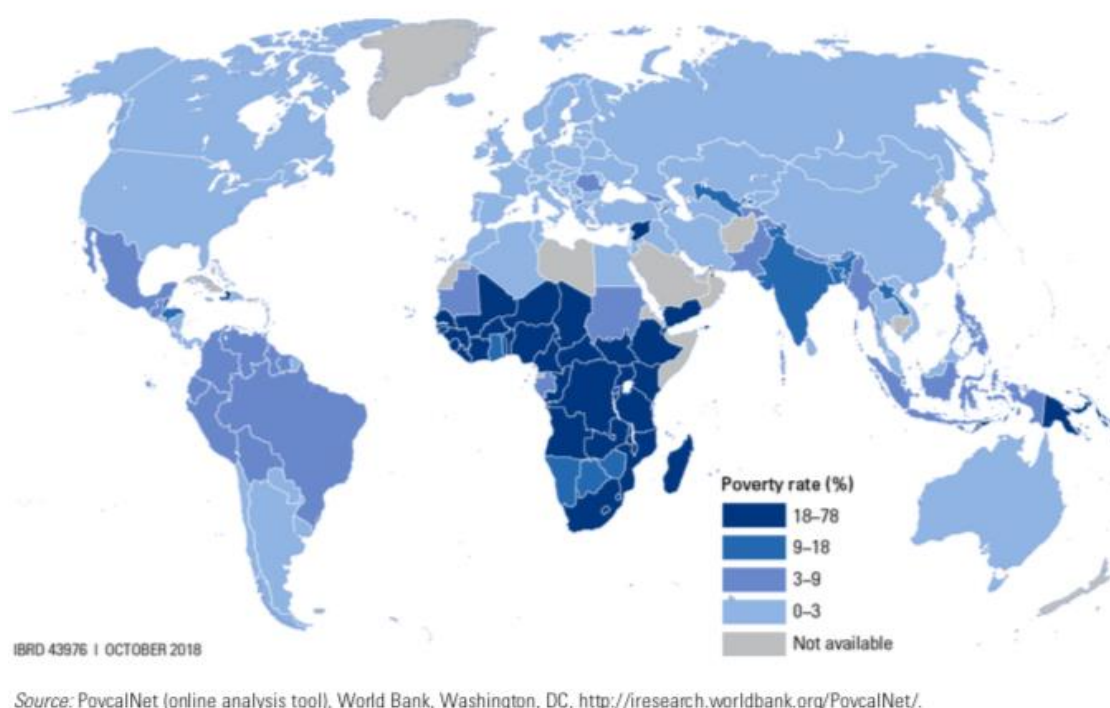 Poverty rate (%)
18–78
9–18
3–9
0–3
Not available
IBRD 43976 I OCTOBER 2018
Source: PovcalNet (online analysis tool), World Bank, Washington, DC, http://iresearch.worldbank.org/PovcalNet/.